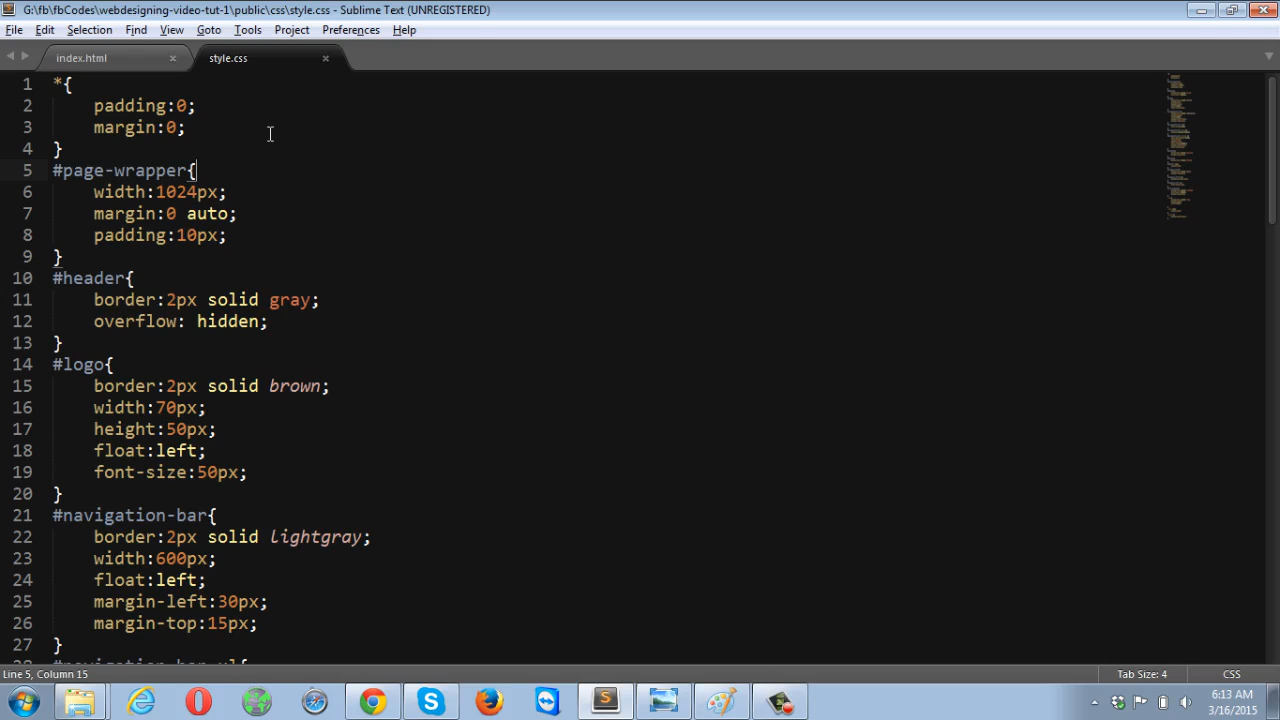 G:\fb\fbCodes\webdesigning-video-tut-1\public\css\style.css - Sublime Text (UNREGISTERED)
File Edit Selection Find View Goto Tools Project Preferences Help
index.html × style.css ×
1 *{
2 padding:0;
3 margin:0;
4 }
5 #page-wrapper{
6 width:1024px;
7 margin:0 auto;
8 padding:10px;
9 }
10 #header{
11 border:2px solid gray;
12 overflow: hidden;
13 }
14 #logo{
15 border:2px solid brown;
16 width:70px;
17 height:50px;
18 float:left;
19 font-size:50px;
20 }
21 #navigation-bar{
22 border:2px solid lightgray;
23 width:600px;
24 float:left;
25 margin-left:30px;
26 margin-top:15px;
27 }
Line 5, Column 15 Tab Size: 4 CSS
6:13 AM
3/16/2015